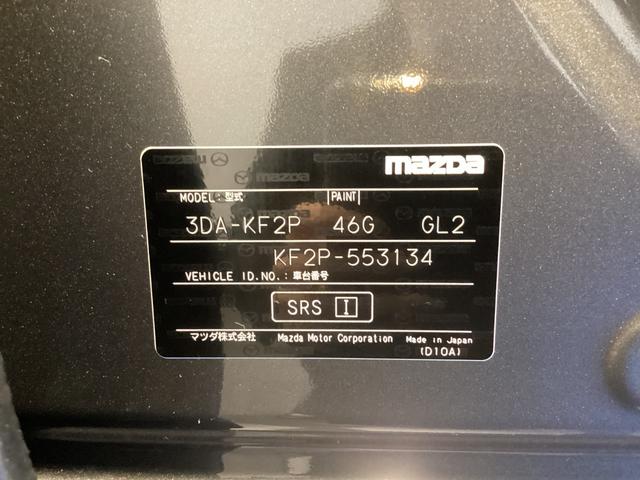 mazda
MODEL:型式 PAINT
3DA-KF2P 46G GL2
KF2P-553134
VEHICLE ID.NO.:車台番号
SRS I
マツダ株式会社 Mazda Motor Corporation Made in Japan
(D10A)